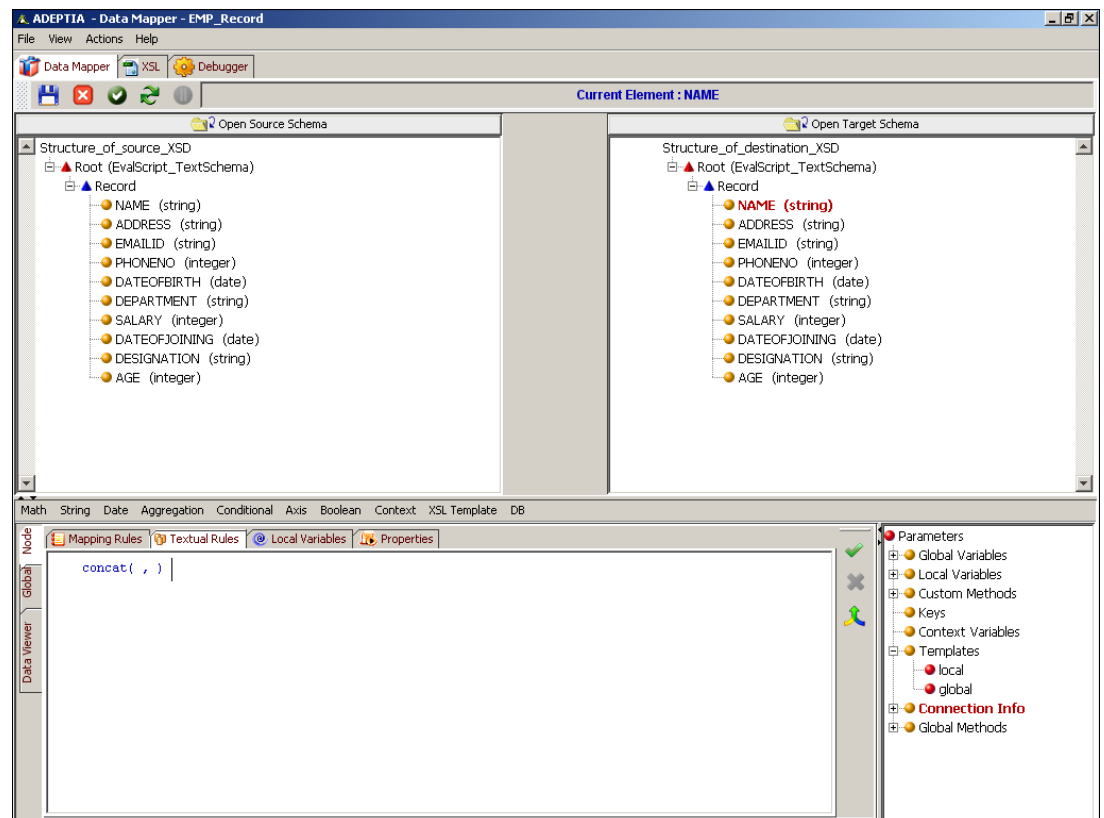 ADEPTIA - Data Mapper - EMP_Record
File View Actions Help
Data Mapper XSL Debugger
Current Element : NAME
Open Source Schema
Structure_of_source_XSD
Root (EvalScript_TextSchema)
Record
NAME (string)
ADDRESS (string)
EMAILID (string)
PHONENO (integer)
DATEOFBIRTH (date)
DEPARTMENT (string)
SALARY (integer)
DATEOFJOINING (date)
DESIGNATION (string)
AGE (integer)
Open Target Schema
Structure_of_destination_XSD
Root (EvalScript_TextSchema)
Record
NAME (string)
ADDRESS (string)
EMAILID (string)
PHONENO (integer)
DATEOFBIRTH (date)
DEPARTMENT (string)
SALARY (integer)
DATEOFJOINING (date)
DESIGNATION (string)
AGE (integer)
Math String Date Aggregation Conditional Axis Boolean Context XSL Template DB
Node
Global
Data Viewer
Mapping Rules Textual Rules Local Variables Properties
concat( , )
Parameters
Global Variables
Local Variables
Custom Methods
Keys
Context Variables
Templates
local
global
Connection Info
Global Methods